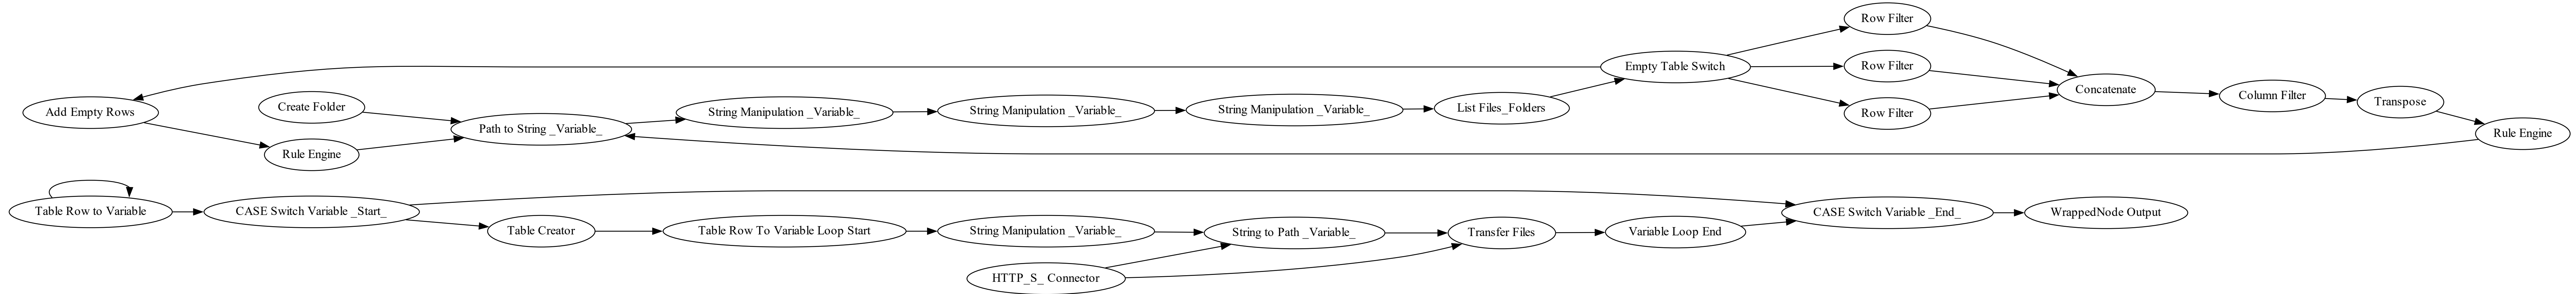 Row Filter
Empty Table Switch
Row Filter
Row Filter
Concatenate
Column Filter
Transpose
Rule Engine
Add Empty Rows
Create Folder
Rule Engine
Path to String _Variable_
String Manipulation _Variable_
String Manipulation _Variable_
String Manipulation _Variable_
List Files_Folders
Table Row to Variable
CASE Switch Variable _Start_
Table Creator
Table Row To Variable Loop Start
String Manipulation _Variable_
String to Path _Variable_
Transfer Files
Variable Loop End
CASE Switch Variable _End_
WrappedNode Output
HTTP_S_ Connector